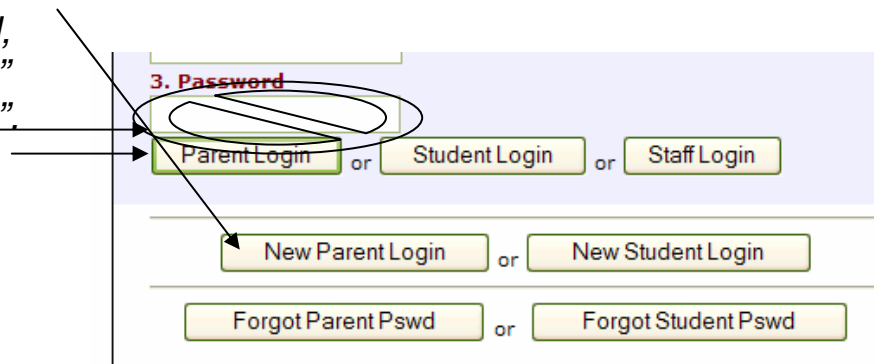 l,
”
”.
3. Password
Parent Login or Student Login or Staff Login
New Parent Login or New Student Login
Forgot Parent Pswd or Forgot Student Pswd